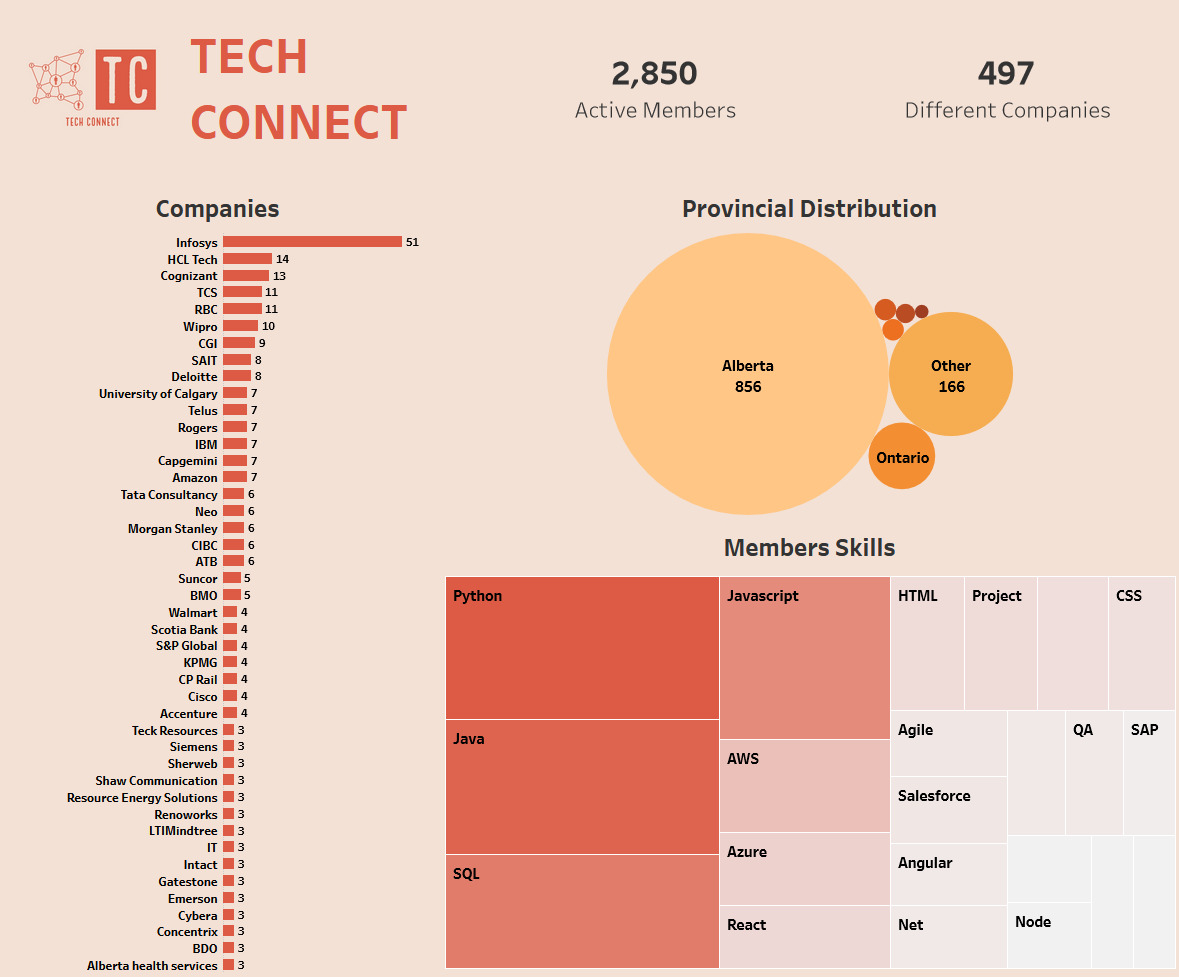 TC
TECH CONNECT
TECH
CONNECT
2,850
Active Members
497
Different Companies
Companies
Infosys 51
HCL Tech 14
Cognizant 13
TCS 11
RBC 11
Wipro 10
CGI 9
SAIT 8
Deloitte 8
University of Calgary 7
Telus 7
Rogers 7
IBM 7
Capgemini 7
Amazon 7
Tata Consultancy 6
Neo 6
Morgan Stanley 6
CIBC 6
ATB 6
Suncor 5
BMO 5
Walmart 4
Scotia Bank 4
S&P Global 4
KPMG 4
CP Rail 4
Cisco 4
Accenture 4
Teck Resources 3
Siemens 3
Sherweb 3
Shaw Communication 3
Resource Energy Solutions 3
Renoworks 3
LTIMindtree 3
IT 3
Intact 3
Gatestone 3
Emerson 3
Cybera 3
Concentrix 3
BDO 3
Alberta health services 3
Provincial Distribution
Alberta
856
Other
166
Ontario
Members Skills
Python
Java
SQL
Javascript
AWS
Azure
React
HTML
Project
CSS
Agile
QA
SAP
Salesforce
Angular
Net
Node